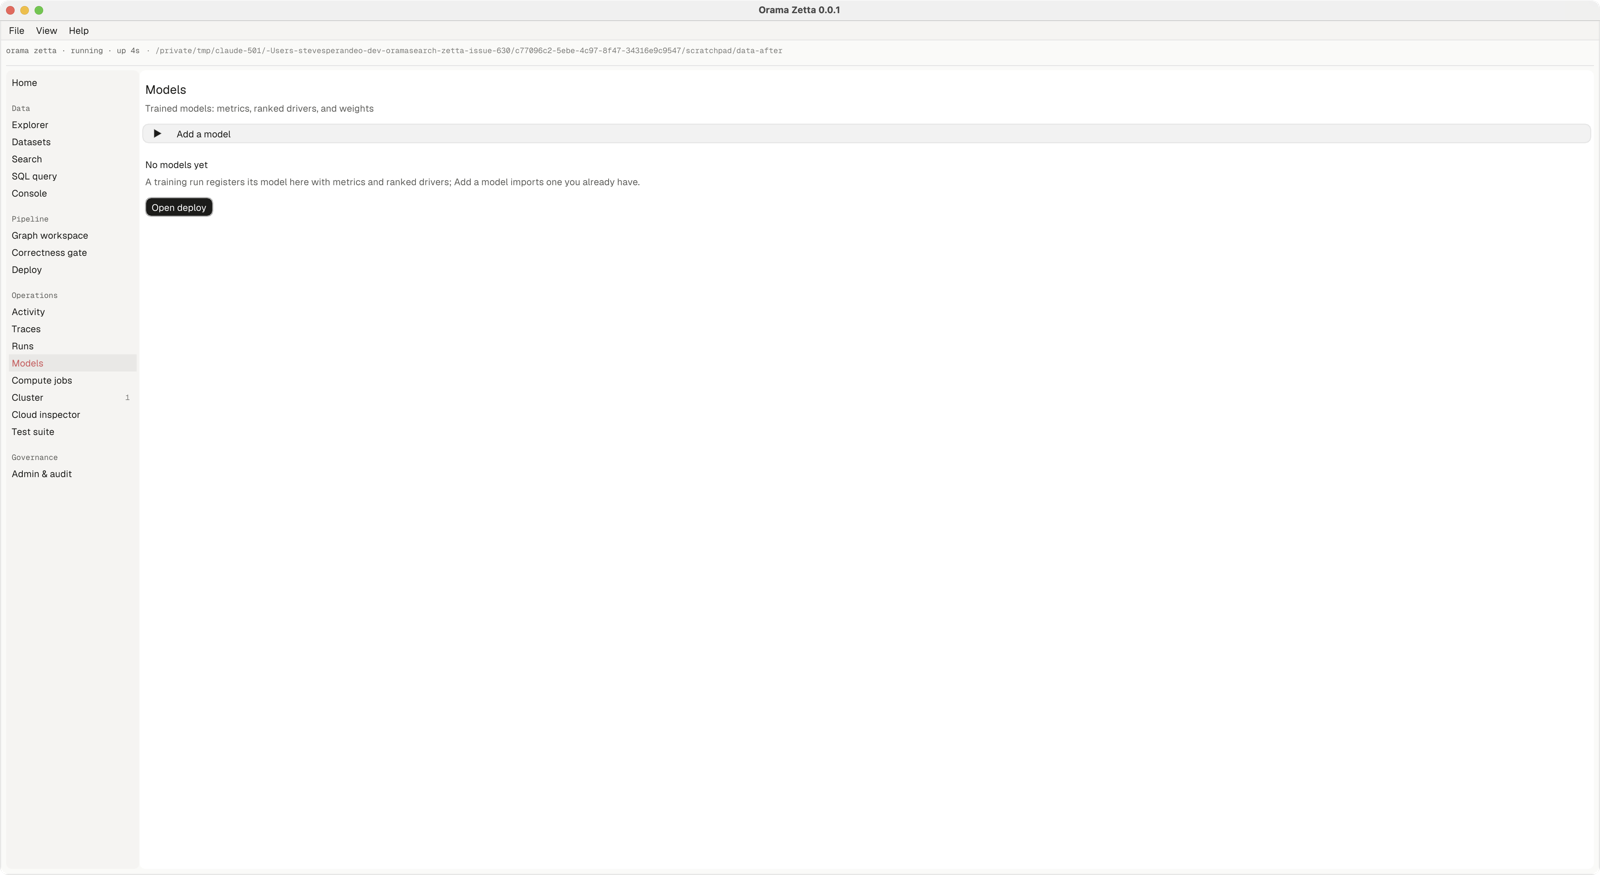 Orama Zetta 0.0.1
File View Help
orama zetta · running · up 4s · /private/tmp/claude-501/-Users-stevesperandeo-dev-oramasearch-zetta-issue-630/c77096c2-5ebe-4c97-8f47-34316e9c9547/scratchpad/data-after
Home
Data
Explorer
Datasets
Search
SQL query
Console
Pipeline
Graph workspace
Correctness gate
Deploy
Operations
Activity
Traces
Runs
Models
Compute jobs
Cluster 1
Cloud inspector
Test suite
Governance
Admin & audit
Models
Trained models: metrics, ranked drivers, and weights
Add a model
No models yet
A training run registers its model here with metrics and ranked drivers; Add a model imports one you already have.
Open deploy